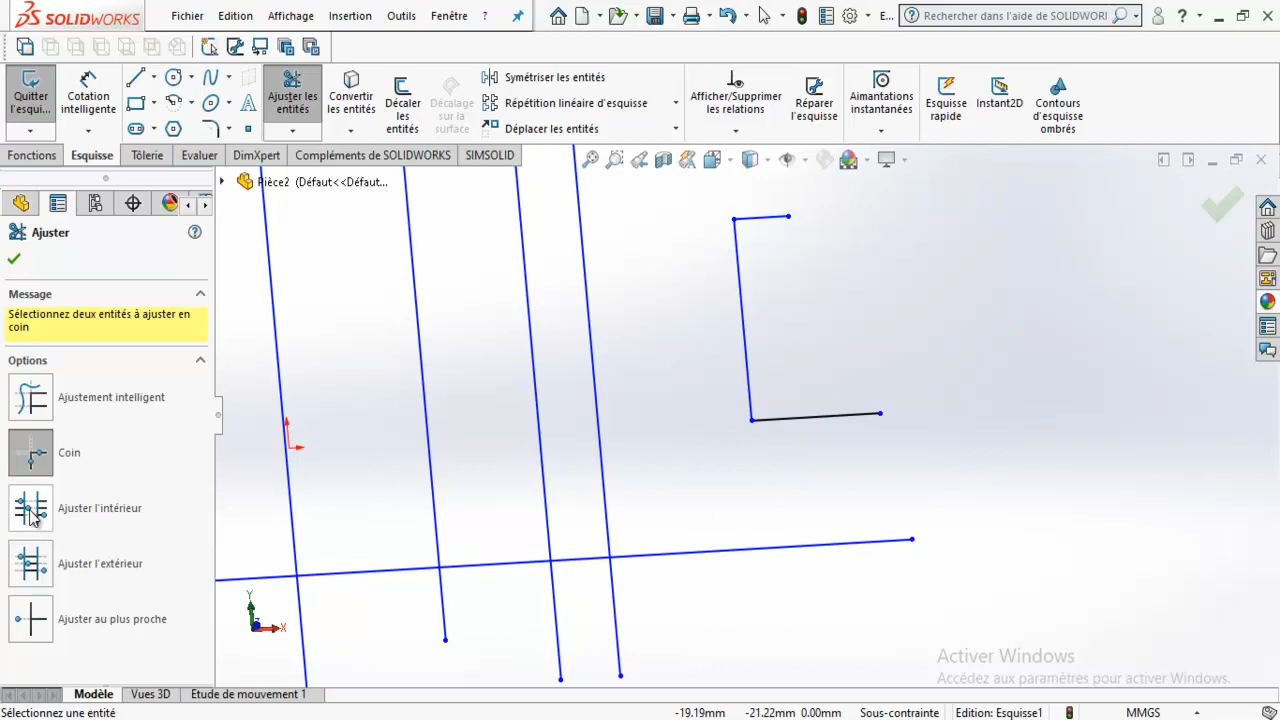 SOLIDWORKS Fichier Edition Affichage Insertion Outils Fenêtre ? E... Rechercher dans l'aide de SOLIDWORI ?
Quitter l'esqui...
Cotation intelligente
Ajuster les entités
Convertir les entités
Décaler les entités
Décalage sur la surface
Symétriser les entités
Répétition linéaire d'esquisse
Déplacer les entités
Afficher/Supprimer les relations
Réparer l'esquisse
Aimantations instantanées
Esquisse rapide
Instant2D
Contours d'esquisse ombrés
Fonctions Esquisse Tôlerie Evaluer DimXpert Compléments de SOLIDWORKS SIMSOLID
Pièce2 (Défaut<<Défaut...
Ajuster
Message
Sélectionnez deux entités à ajuster en
coin
Options
Ajustement intelligent
Coin
Ajuster l'intérieur
Ajuster l'extérieur
Ajuster au plus proche
Y
Z
X
Activer Windows
Accédez aux paramètres pour activer Windows.
Modèle Vues 3D Etude de mouvement 1
Sélectionnez une entité -19.19mm -21.22mm 0.00mm Sous-contrainte Edition: Esquisse1 MMGS